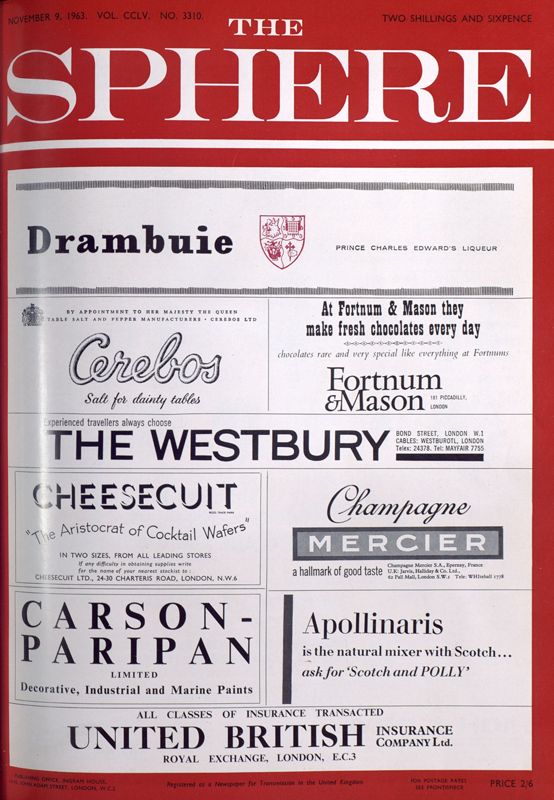 NOVEMBER 9, 1963. VOL. CCLV. NO. 3310.
TWO SHILLINGS AND SIXPENCE
THE
SPHERE
Drambuie
PRINCE CHARLES EDWARD'S LIQUEUR
BY APPOINTMENT TO HER MAJESTY THE QUEEN
TABLE SALT AND PEPPER MANUFACTURERS · CEREBOS LTD
Cerebos
Salt for dainty tables
At Fortnum & Mason they
make fresh chocolates every day
chocolates rare and very special like everything at Fortnums
Fortnum
& Mason
181 PICCADILLY,
LONDON
Experienced travellers always choose
THE WESTBURY
BOND STREET, LONDON W.1
CABLES: WESTBUROTL, LONDON
Telex: 24378. Tel: MAYFAIR 7755
CHEESECUIT
REGD. TRADE MARK
"The Aristocrat of Cocktail Wafers"
IN TWO SIZES, FROM ALL LEADING STORES
If any difficulty in obtaining supplies write
for the name of your nearest stockist to:
CHEESECUIT LTD., 24-30 CHARTERIS ROAD, LONDON, N.W.6
Champagne
MERCIER
a hallmark of good taste
Champagne Mercier S.A., Epernay, France
U.K: Jarvis, Halliday & Co. Ltd.,
62 Pall Mall, London S.W.1 Tele: WHItehall 1778
CARSON-
PARIPAN
LIMITED
Decorative, Industrial and Marine Paints
Apollinaris
is the natural mixer with Scotch...
ask for 'Scotch and POLLY'
ALL CLASSES OF INSURANCE TRANSACTED
UNITED BRITISH
INSURANCE
COMPANY Ltd.
ROYAL EXCHANGE, LONDON, E.C.3
PUBLISHING OFFICE, INGRAM HOUSE,
JOHN ADAM STREET, LONDON, W.C.2
Registered as a Newspaper for Transmission in the United Kingdom
FOR POSTAGE RATES
SEE FRONTISPIECE
PRICE 2/6